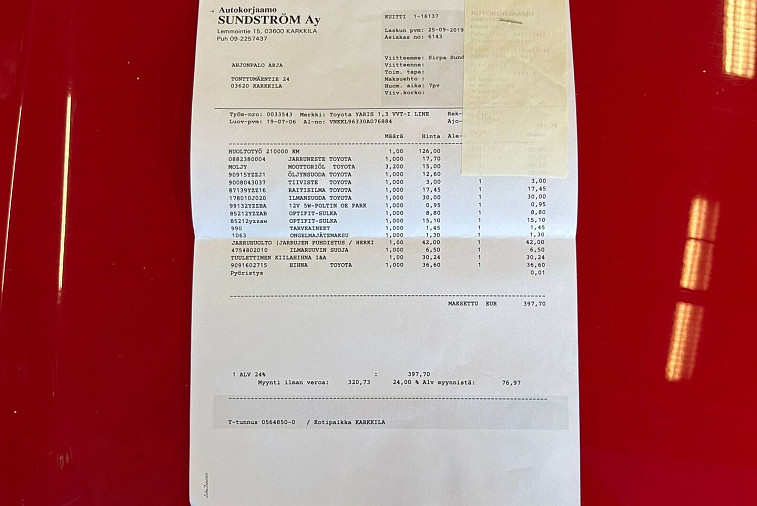 Autokorjaamo
SUNDSTRÖM Ay
Lemmointie 15, 03600 KARKKILA
Puh 09-2257437
KUITTI 1-16137
Laskun pvm: 25-09-2019
Asiakas no: 6143
ARJONPALO ARJA
TONTTUMÄENTIE 24
03620 KARKKILA
Viitteemme: Sirpa Sund
Viitteenne:
Toim. tapa:
Maksuehto :
Huom. aika: 7pv
Viiv.korko:
Työm-nro: 0033543 Merkki: Toyota YARIS 1,3 VVT-I LINE Rek-
Luov-pvm: 19-07-06 Al-no: VNKKL96330A076884 Ajo-
Määrä Hinta Ale-
HUOLTOTYÖ 210000 KM 1,00 126,00
0882380004 JARRUNESTE TOYOTA 1,000 17,70
MOLJY MOOTTORIÖL TOYOTA 3,200 15,00
90915YZZJ1 ÖLJYNSUODA TOYOTA 1,000 12,60
9008043037 TIIVISTE TOYOTA 1,000 3,00 1 3,00
87139YZZ16 RAITISILMA TOYOTA 1,000 17,45 1 17,45
178010J020 ILMANSUODA TOYOTA 1,000 30,00 1 30,00
99132YZZBA 12V 5W-POLTIN OE PARK 1,000 0,95 1 0,95
85212YZZAB OPTIFIT-SULKA 1,000 8,80 1 8,80
85212yzzaw OPTIFIT-SULKA 1,000 15,10 1 15,10
990 TARVEAINEET 1,000 1,45 1 1,45
1063 ONGELMAJÄTEMAKSU 1,000 1,30 1 1,30
JARRUHUOLTO (JARRUJEN PUHDISTUS / HERKI 1,00 42,00 1 42,00
4754802010 ILMARUUVIN SUOJA 1,000 6,50 1 6,50
TUULETTIMEN KIILAHIHNA I&A 1,00 30,24 1 30,24
9091602715 HIHNA TOYOTA 1,000 36,60 1 36,60
Pyöristys 0,01
MAKSETTU EUR 397,70
1 ALV 24% : 397,70
Myynti ilman veroa: 320,73 24,00 % Alv myynnistä: 76,97
Y-tunnus 0564850-0 / Kotipaikka KARKKILA